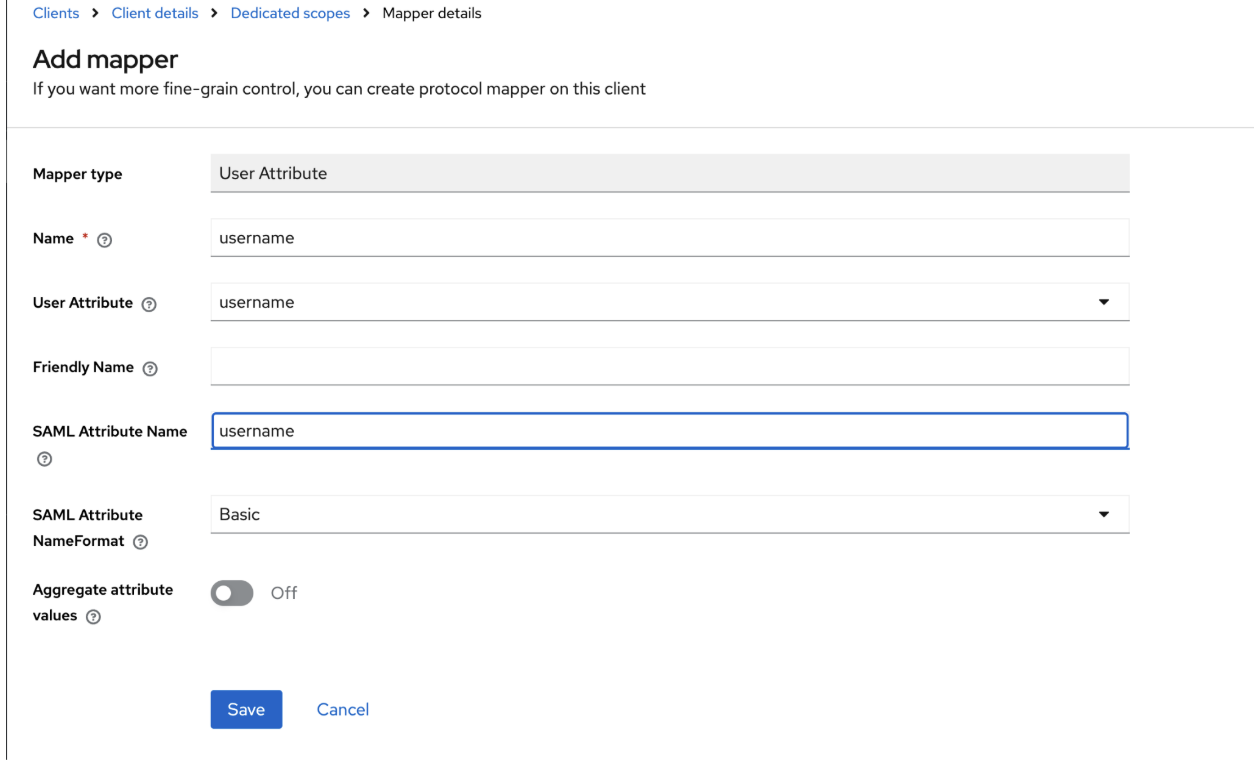 Clients > Client details > Dedicated scopes > Mapper details
Add mapper
If you want more fine-grain control, you can create protocol mapper on this client
Mapper type User Attribute
Name * username
User Attribute username
Friendly Name
SAML Attribute Name username
SAML Attribute NameFormat Basic
Aggregate attribute values Off
Save Cancel